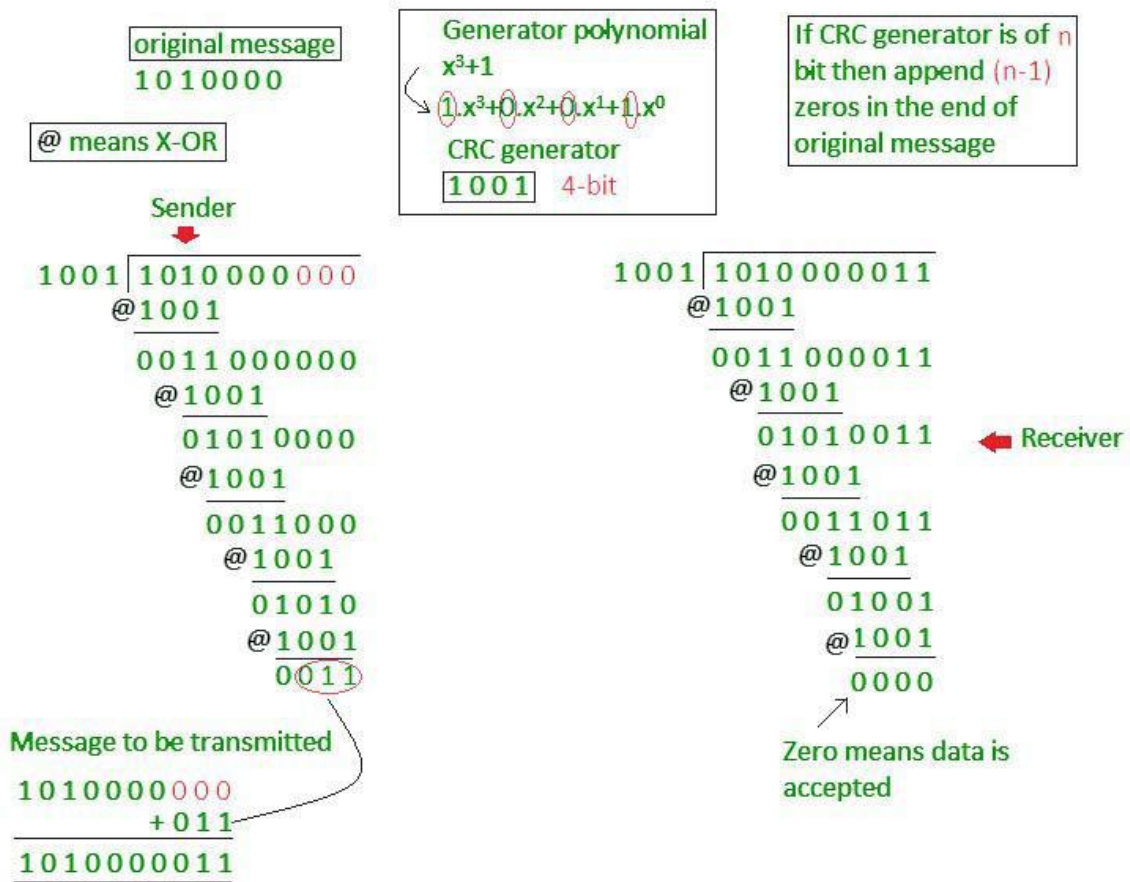 original message
1010000
@ means X-OR
Generator polynomial
x³+1
1.x³+0.x²+0.x¹+1.x⁰
CRC generator
1001 4-bit
If CRC generator is of n
bit then append (n-1)
zeros in the end of
original message
Sender
1001 1010000000
@1001
0011000000
@1001
01010000
@1001
0011000
@1001
01010
@1001
0011
Message to be transmitted
1010000000
+011
1010000011
1001 1010000011
@1001
0011000011
@1001
01010011
@1001
0011011
@1001
01001
@1001
0000
Receiver
Zero means data is
accepted